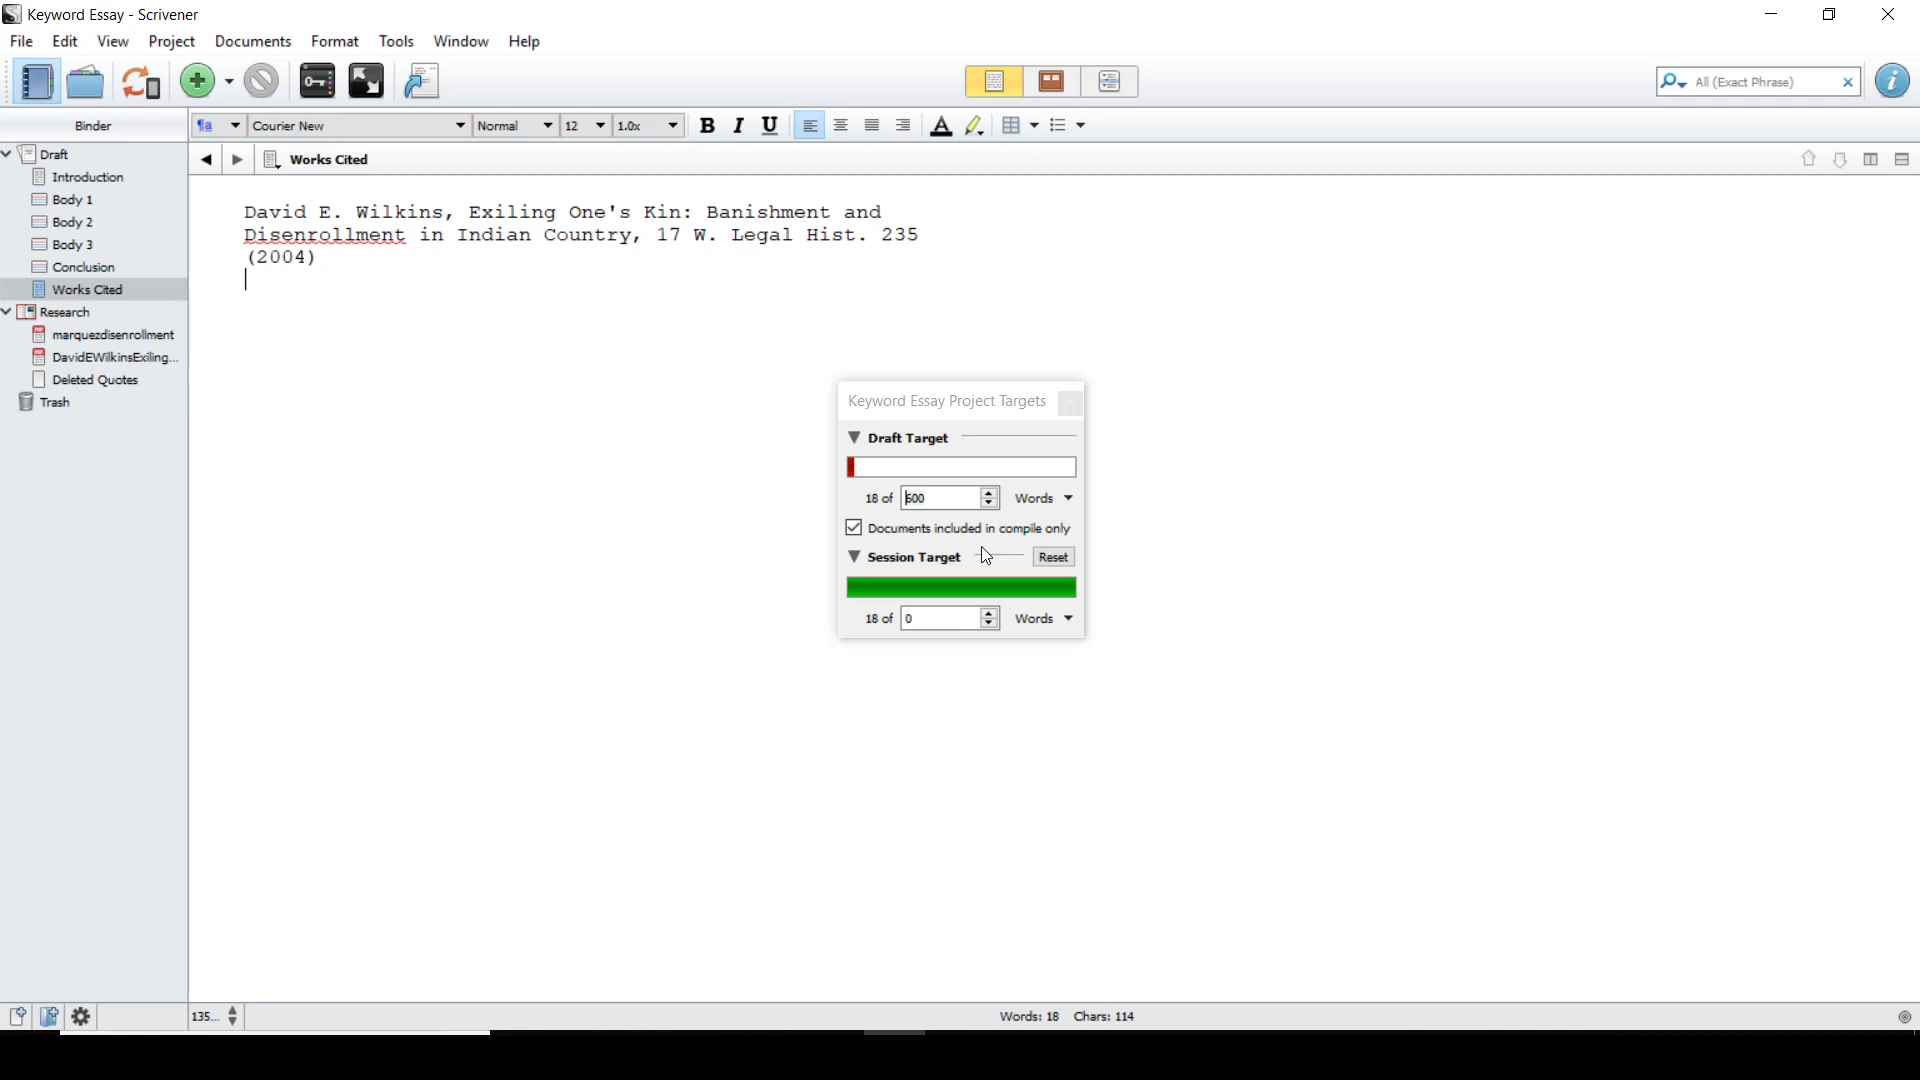 Keyword Essay - Scrivener
File Edit View Project Documents Format Tools Window Help
All (Exact Phrase)
Binder
Courier New Normal 12 1.0x B I U
Draft
Introduction
Body 1
Body 2
Body 3
Conclusion
Works Cited
Research
marquezdisenrollment
DavidEWilkinsExiling...
Deleted Quotes
Trash
Works Cited
David E. Wilkins, Exiling One's Kin: Banishment and
Disenrollment in Indian Country, 17 W. Legal Hist. 235
(2004)
Keyword Essay Project Targets
Draft Target
18 of 600 Words
Documents included in compile only
Session Target Reset
18 of 0 Words
135... Words: 18 Chars: 114